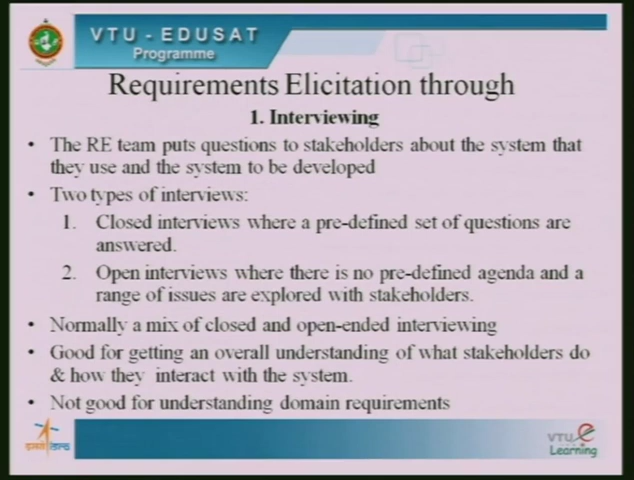 VTU - EDUSAT
Programme
Requirements Elicitation through
1. Interviewing
• The RE team puts questions to stakeholders about the system that
they use and the system to be developed
• Two types of interviews:
1. Closed interviews where a pre-defined set of questions are
answered.
2. Open interviews where there is no pre-defined agenda and a
range of issues are explored with stakeholders.
• Normally a mix of closed and open-ended interviewing
• Good for getting an overall understanding of what stakeholders do
& how they interact with the system.
• Not good for understanding domain requirements
VTU e
Learning